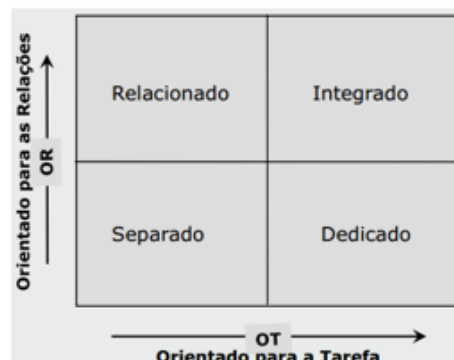 Orientado para as Relações
OR
Relacionado
Integrado
Separado
Dedicado
OT
Orientado para a Tarefa